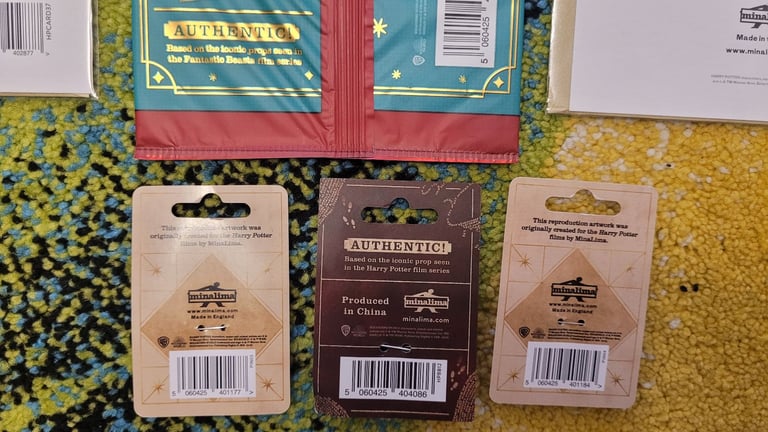 402877
HPCARD37
AUTHENTIC!
Based on the iconic props seen in
the Fantastic Beasts film series
5 060425
minalima
Made in
www.mi
This reproduction artwork was
originally created for the Harry Potter
films by MinaLima.
minalima
www.minalima.com
Made in England
5 060425 401177 >
AUTHENTIC!
Based on the iconic prop seen
in the Harry Potter film series
Produced
in China
minalima
minalima.com
5 060425 404086 >
This reproduction artwork was
originally created for the Harry Potter
films by MinaLima.
minalima
www.minalima.com
Made in England
5 060425 401184 >